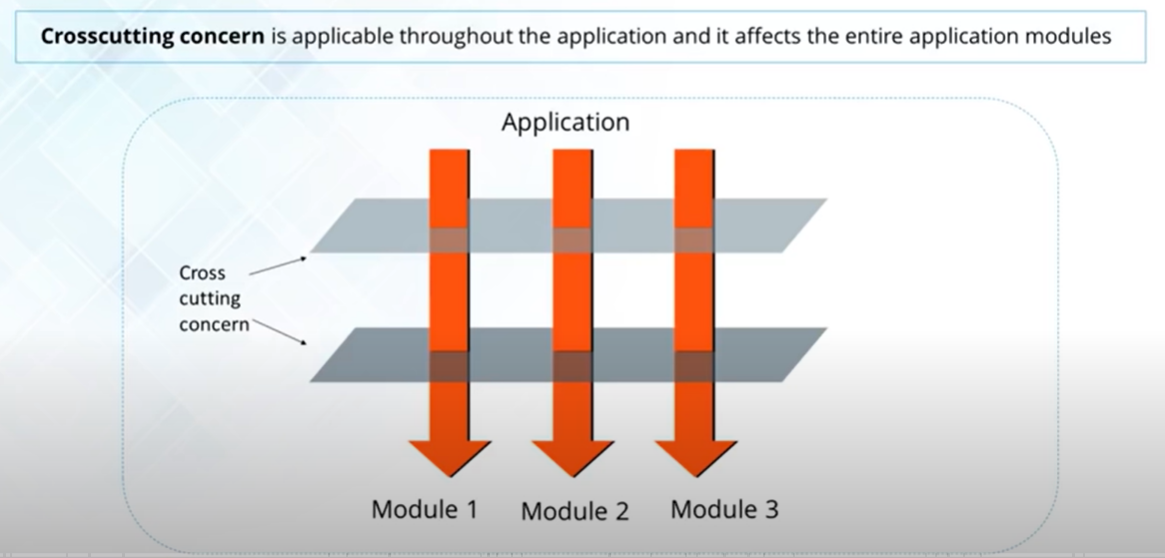 Crosscutting concern is applicable throughout the application and it affects the entire application modules
Application
Cross
cutting
concern
Module 1
Module 2
Module 3